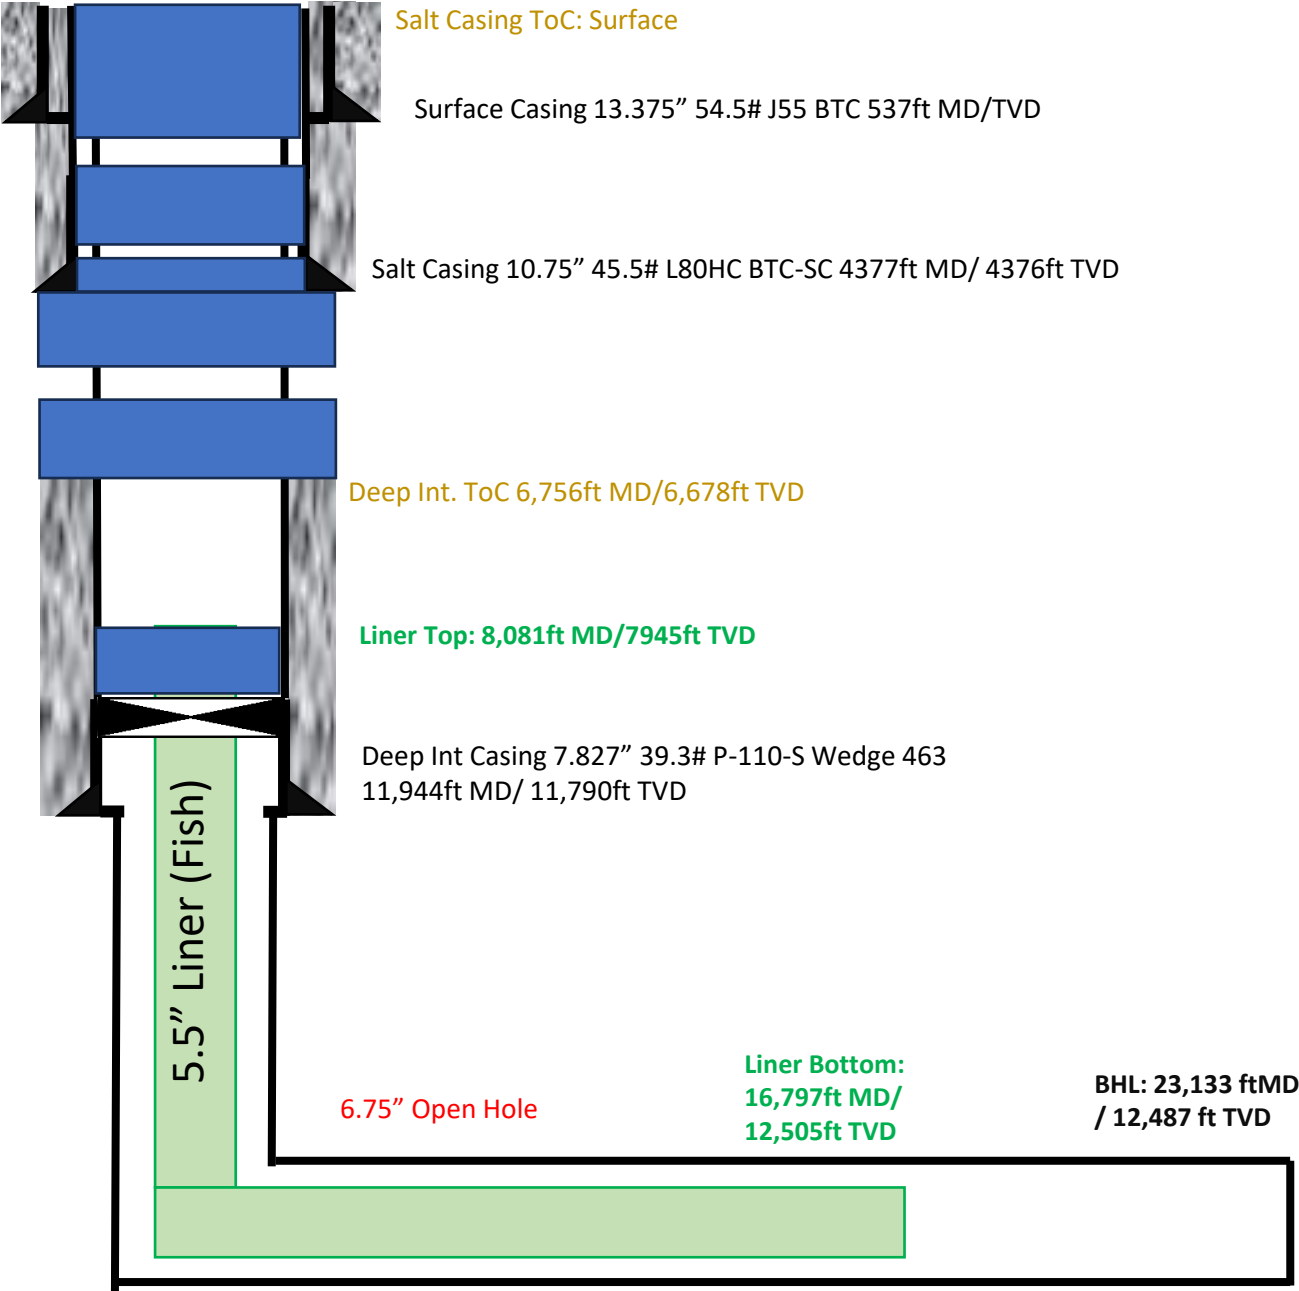 Salt Casing ToC: Surface
Surface Casing 13.375” 54.5# J55 BTC 537ft MD/TVD
Salt Casing 10.75” 45.5# L80HC BTC-SC 4377ft MD/ 4376ft TVD
Deep Int. ToC 6,756ft MD/6,678ft TVD
Liner Top: 8,081ft MD/7945ft TVD
Deep Int Casing 7.827” 39.3# P-110-S Wedge 463
11,944ft MD/ 11,790ft TVD
5.5” Liner (Fish)
6.75” Open Hole
Liner Bottom:
16,797ft MD/
12,505ft TVD
BHL: 23,133 ftMD
/ 12,487 ft TVD